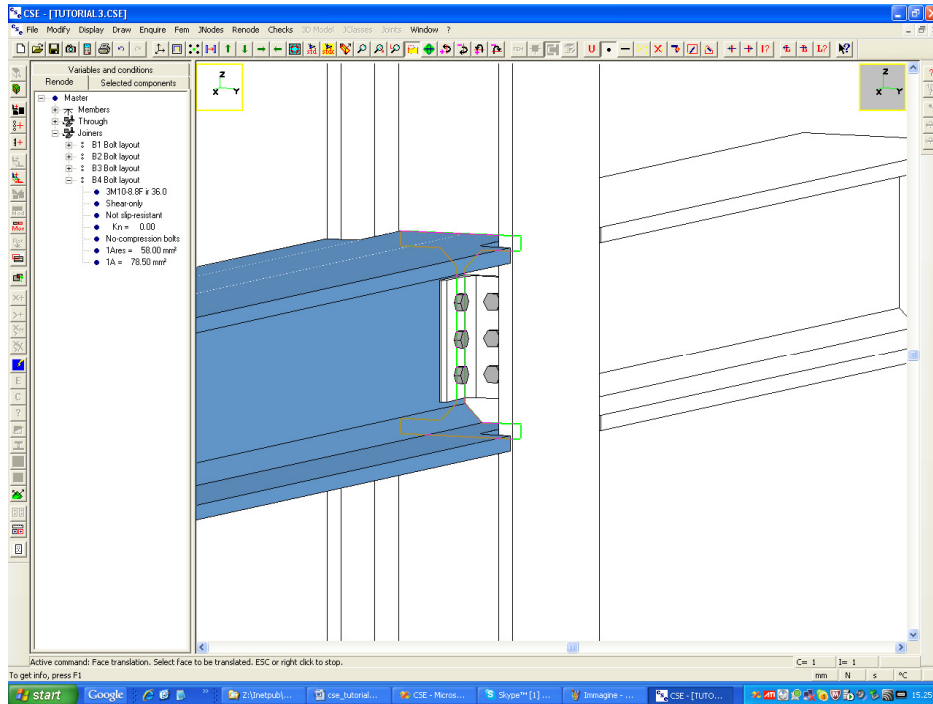 CSE - [TUTORIAL3.CSE]
File Modify Display Draw Enquire Fem JNodes Renode Checks 3D Model JClasses Joints Window ?
Variables and conditions
Renode Selected components
Master
Members
Through
Joiners
B1 Bolt layout
B2 Bolt layout
B3 Bolt layout
B4 Bolt layout
3M10-8.8F ir 36.0
Shear-only
Not slip-resistant
Kn = 0.00
No-compression bolts
1Ares = 58.00 mm²
1A = 78.50 mm²
Z
X Y
Z
X Y
Active command: Face translation. Select face to be translated. ESC or right click to stop.
C= 1 I= 1
To get info, press F1
mm N s °C
start Google Z:\Inetpub\... cse_tutorial... CSE - Micros... Skype™ [1] ... Immagine - ... CSE - [TUTO... 15.25